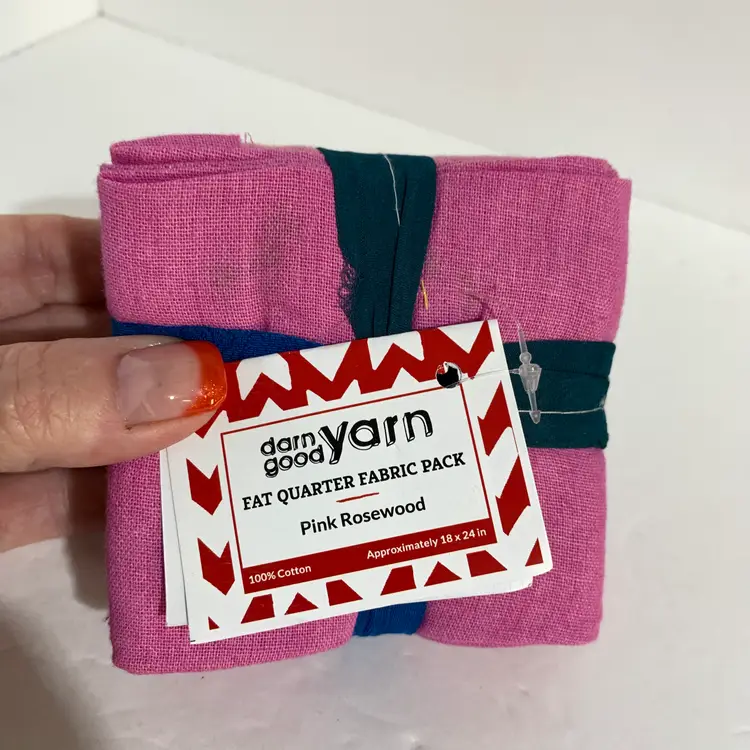 darn
good yarn
FAT QUARTER FABRIC PACK
Pink Rosewood
Approximately 18 x 24 in
100% Cotton